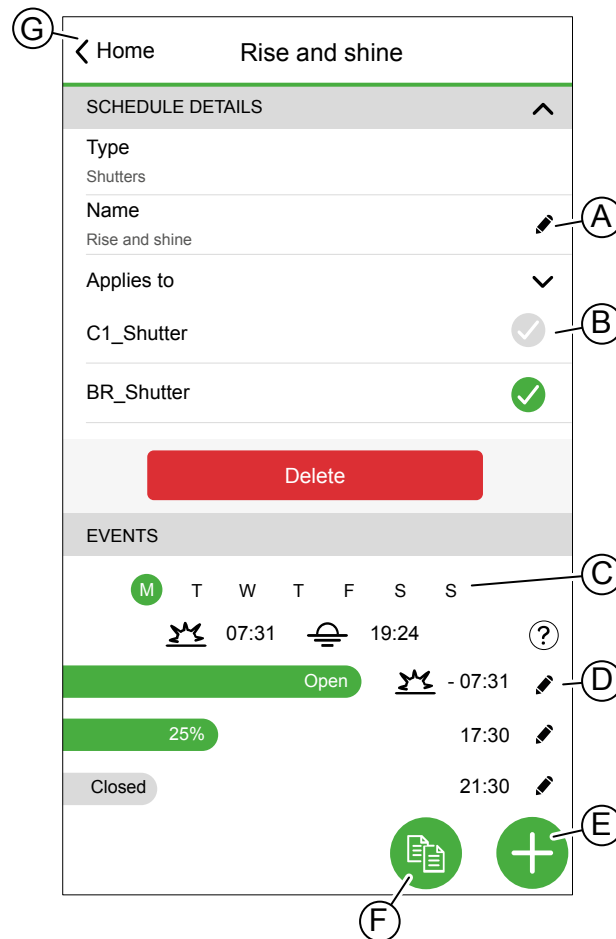 G
Home Rise and shine
SCHEDULE DETAILS
Type
Shutters
Name
A
Rise and shine
Applies to
B
C1_Shutter
BR_Shutter
Delete
EVENTS
C
M T W T F S S
07:31 19:24 ?
Open - 07:31 D
25% 17:30
Closed 21:30
E
F